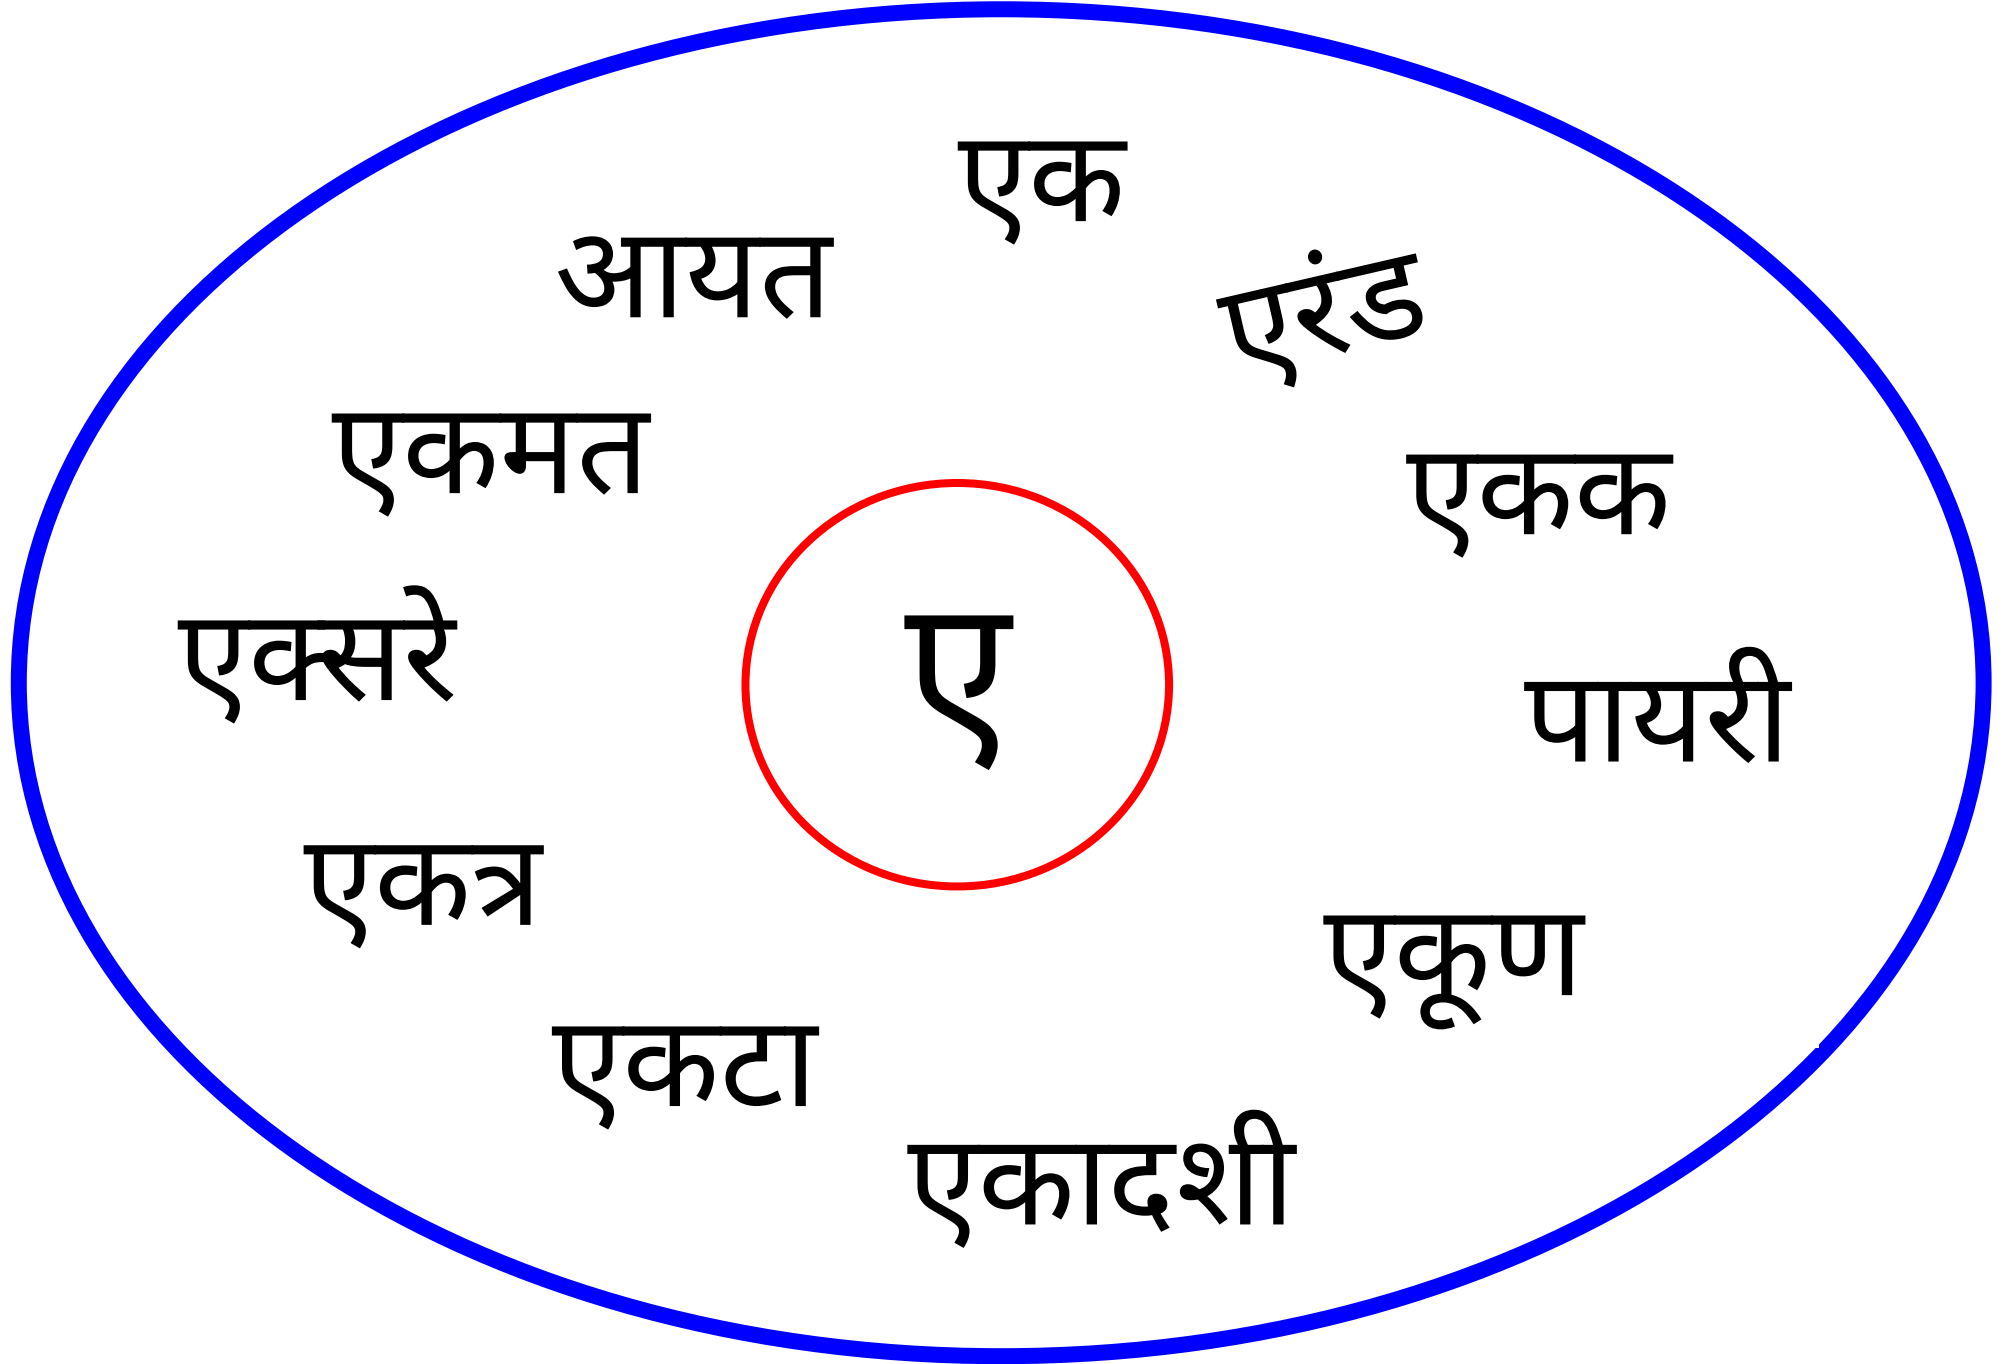 एक
आयत
एरंड
एकमत
एकक
एक्सरे
ए
पायरी
एकत्र
एकूण
एकटा
एकादशी